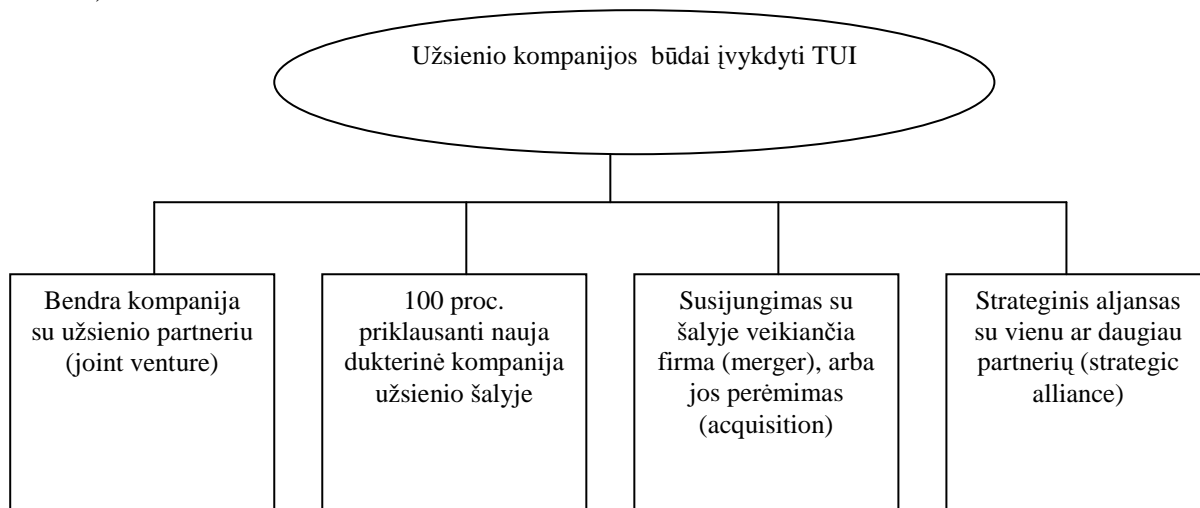 Užsienio kompanijos būdai įvykdyti TUI
Bendra kompanija
su užsienio partneriu
(joint venture)
100 proc.
priklausanti nauja
dukterinė kompanija
užsienio šalyje
Susijungimas su
šalyje veikiančia
firma (merger), arba
jos perėmimas
(acquisition)
Strateginis aljansas
su vienu ar daugiau
partnerių (strategic
alliance)